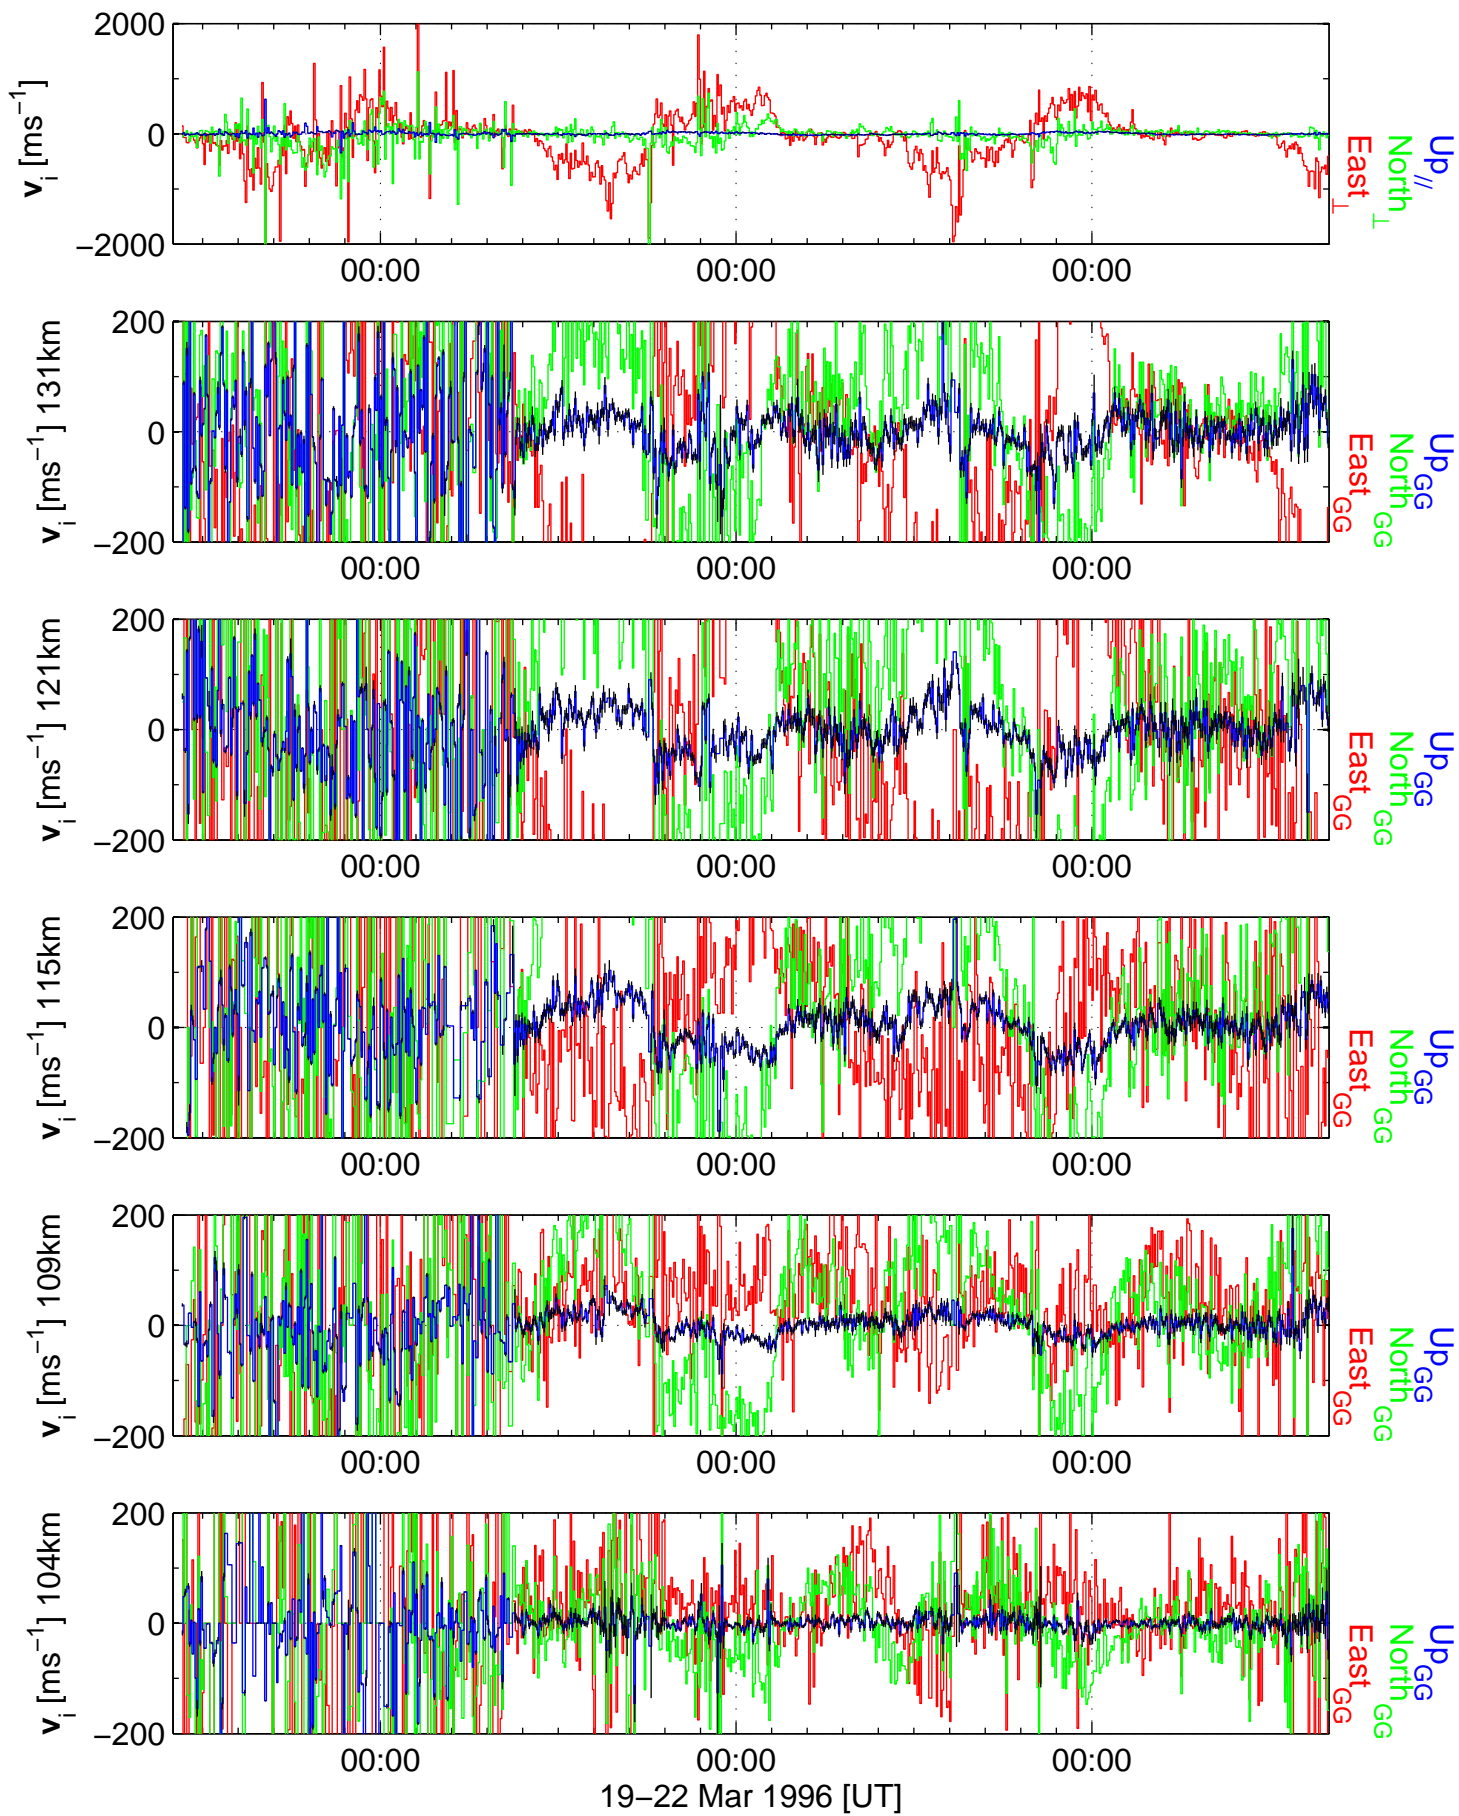 2000
0
−2000
v_i [ms^−1]
Up_//
North_⊥
East_⊥
00:00 00:00 00:00
200
0
−200
v_i [ms^−1] 131km
Up_GG
North_GG
East_GG
00:00 00:00 00:00
200
0
−200
v_i [ms^−1] 121km
Up_GG
North_GG
East_GG
00:00 00:00 00:00
200
0
−200
v_i [ms^−1] 115km
Up_GG
North_GG
East_GG
00:00 00:00 00:00
200
0
−200
v_i [ms^−1] 109km
Up_GG
North_GG
East_GG
00:00 00:00 00:00
200
0
−200
v_i [ms^−1] 104km
Up_GG
North_GG
East_GG
00:00 00:00 00:00
19−22 Mar 1996 [UT]